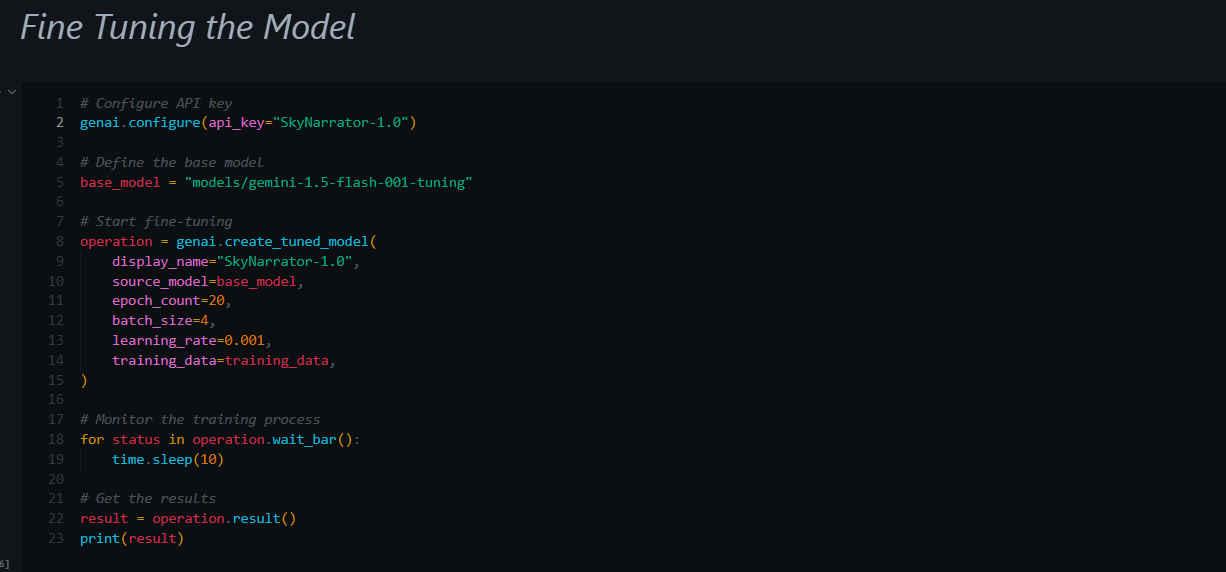 Fine Tuning the Model
1 # Configure API key
2 genai.configure(api_key="SkyNarrator-1.0")
3
4 # Define the base model
5 base_model = "models/gemini-1.5-flash-001-tuning"
6
7 # Start fine-tuning
8 operation = genai.create_tuned_model(
9     display_name="SkyNarrator-1.0",
10     source_model=base_model,
11     epoch_count=20,
12     batch_size=4,
13     learning_rate=0.001,
14     training_data=training_data,
15 )
16
17 # Monitor the training process
18 for status in operation.wait_bar():
19     time.sleep(10)
20
21 # Get the results
22 result = operation.result()
23 print(result)
6]